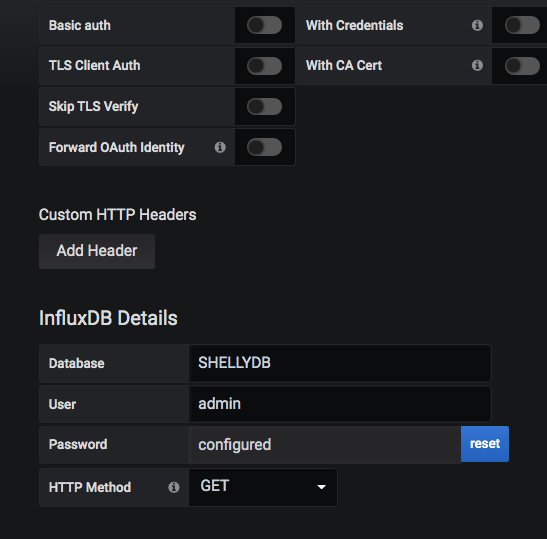 Basic auth With Credentials
TLS Client Auth With CA Cert
Skip TLS Verify
Forward OAuth Identity
Custom HTTP Headers
Add Header
InfluxDB Details
Database SHELLYDB
User admin
Password configured reset
HTTP Method GET